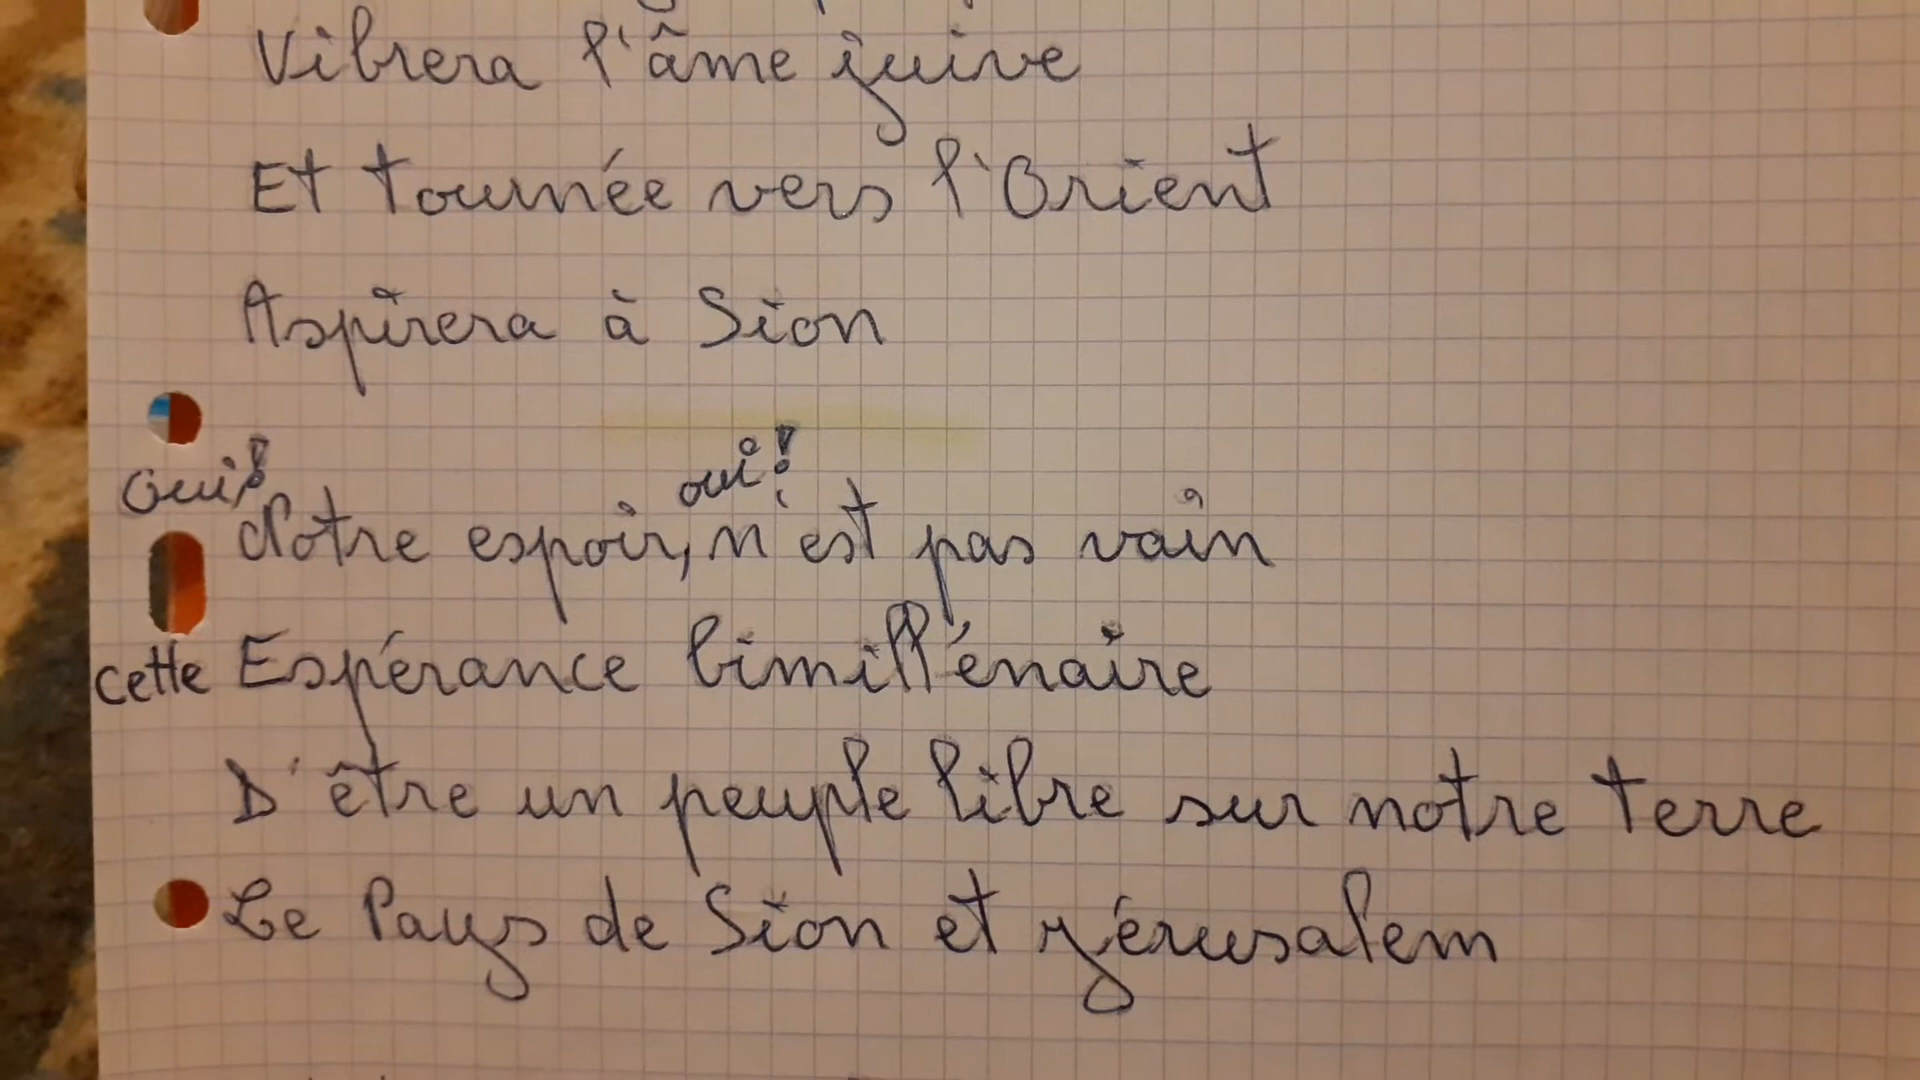 Vibrera l'âme juive
Et tournée vers l'Orient
Aspirera à Sion
Oui! oui!
Notre espoir, n'est pas vain
cette Espérance bimillénaire
D'être un peuple libre sur notre terre
Le Pays de Sion et Jérusalem